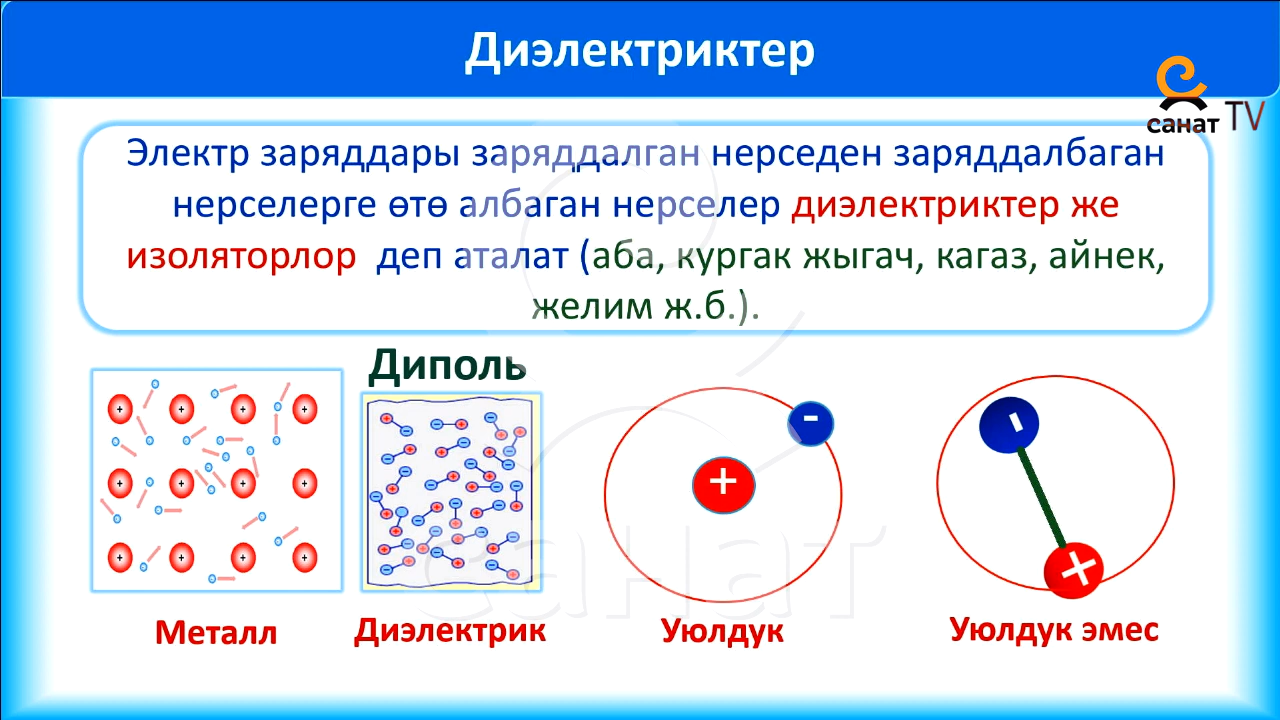 Диэлектриктер
санат TV
Электр заряддары заряддалган нерседен заряддалбаган
нерселерге өтө албаган нерселер диэлектриктер же
изоляторлор деп аталат (аба, кургак жыгач, кагаз, айнек,
желим ж.б.).
Диполь
Металл
Диэлектрик
Уюлдук
Уюлдук эмес
санат